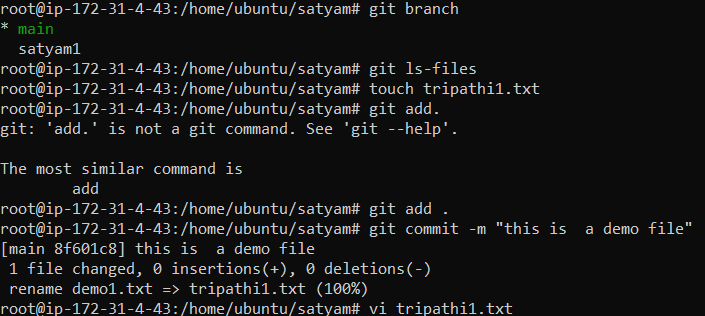 root@ip-172-31-4-43:/home/ubuntu/satyam# git branch
* main
  satyam1
root@ip-172-31-4-43:/home/ubuntu/satyam# git ls-files
root@ip-172-31-4-43:/home/ubuntu/satyam# touch tripathi1.txt
root@ip-172-31-4-43:/home/ubuntu/satyam# git add.
git: 'add.' is not a git command. See 'git --help'.

The most similar command is
        add
root@ip-172-31-4-43:/home/ubuntu/satyam# git add .
root@ip-172-31-4-43:/home/ubuntu/satyam# git commit -m "this is  a demo file"
[main 8f601c8] this is  a demo file
 1 file changed, 0 insertions(+), 0 deletions(-)
 rename demo1.txt => tripathi1.txt (100%)
root@ip-172-31-4-43:/home/ubuntu/satyam# vi tripathi1.txt